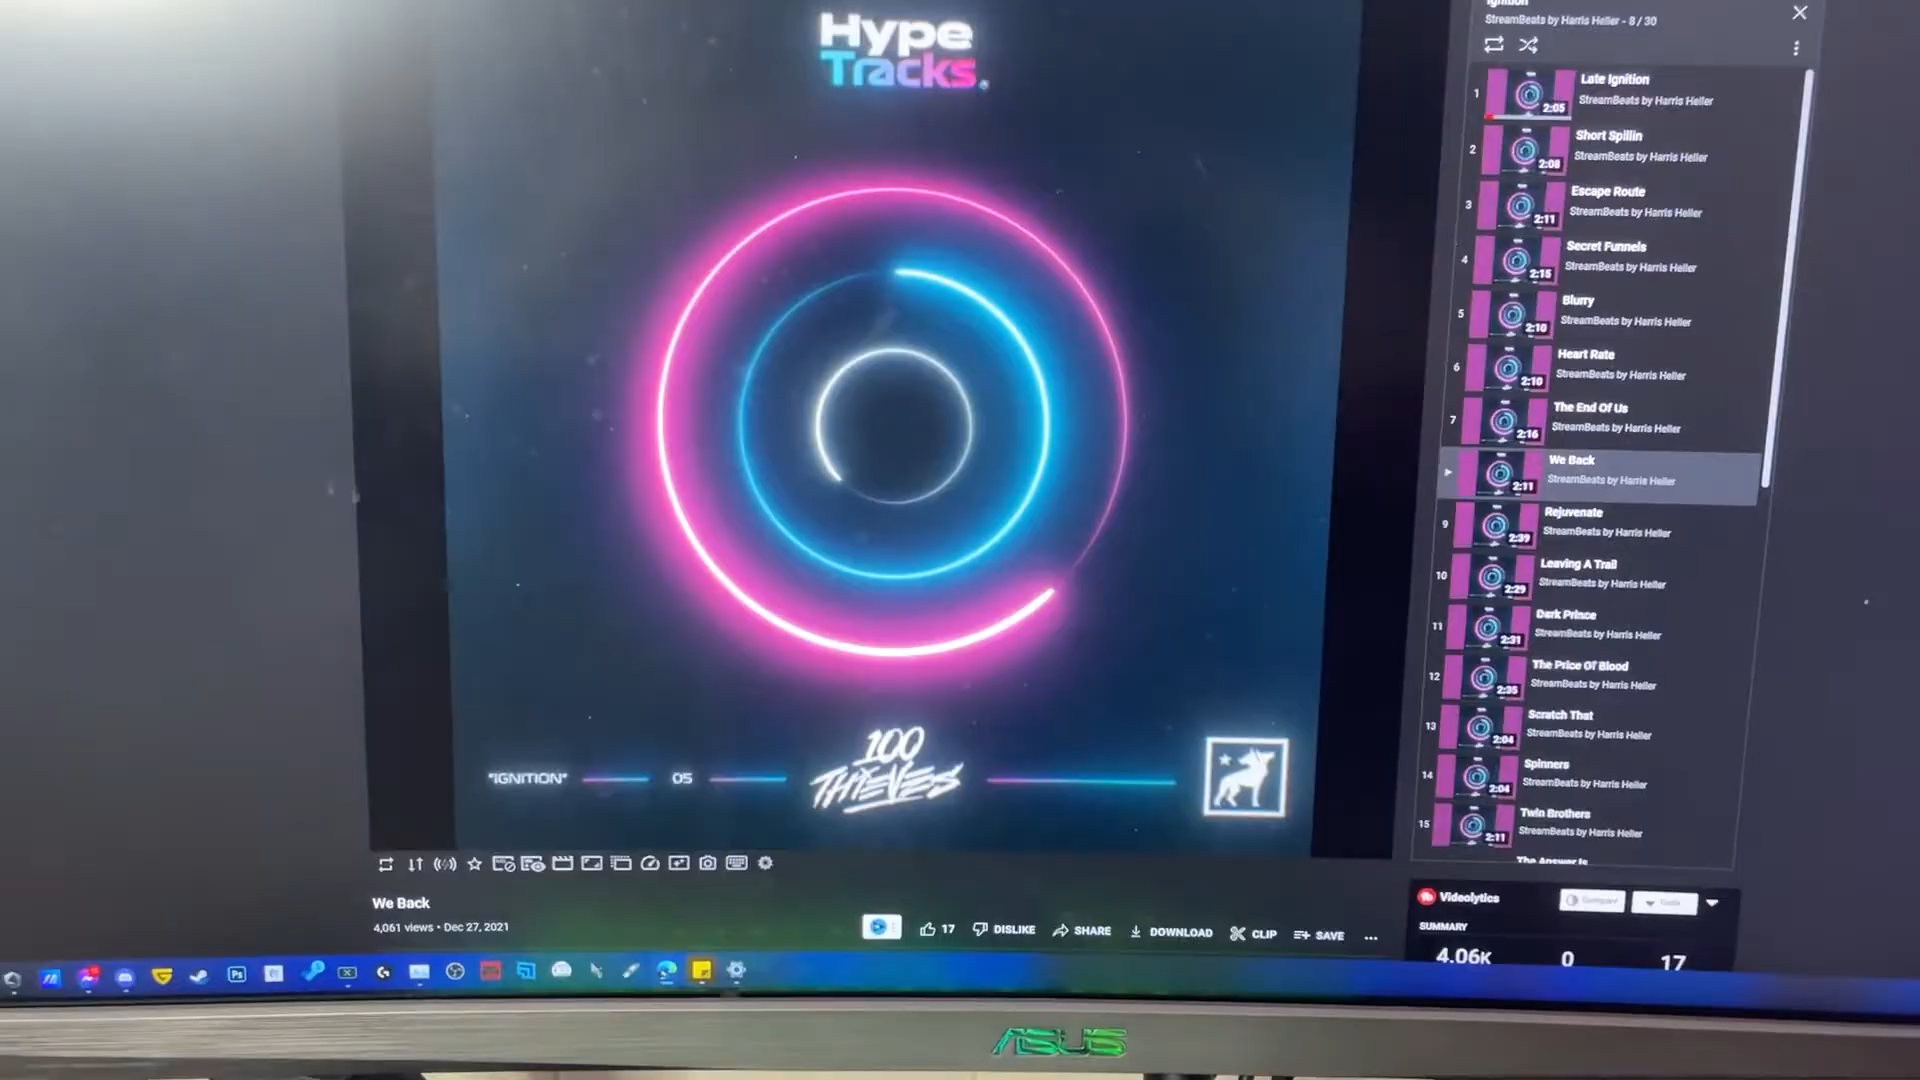 Hype
Tracks.
"IGNITION"
05
100
THIEVES
We Back
4,061 views • Dec 27, 2021
17
DISLIKE
SHARE
DOWNLOAD
CLIP
SAVE
Ignition
StreamBeats by Harris Heller - 8 / 30
1
2:05
Late Ignition
StreamBeats by Harris Heller
2
2:08
Short Spillin
StreamBeats by Harris Heller
3
2:11
Escape Route
StreamBeats by Harris Heller
4
2:15
Secret Funnels
StreamBeats by Harris Heller
5
2:10
Blurry
StreamBeats by Harris Heller
6
2:10
Heart Rate
StreamBeats by Harris Heller
7
2:16
The End Of Us
StreamBeats by Harris Heller
2:11
We Back
StreamBeats by Harris Heller
9
2:39
Rejuvenate
StreamBeats by Harris Heller
10
2:29
Leaving A Trail
StreamBeats by Harris Heller
11
2:31
Dark Prince
StreamBeats by Harris Heller
12
2:35
The Price Of Blood
StreamBeats by Harris Heller
13
2:04
Scratch That
StreamBeats by Harris Heller
14
2:04
Spinners
StreamBeats by Harris Heller
15
2:11
Twin Brothers
StreamBeats by Harris Heller
The Answer Is
Videolytics
Compare
Tools
SUMMARY
4.06K
0
17
Ps
ASUS